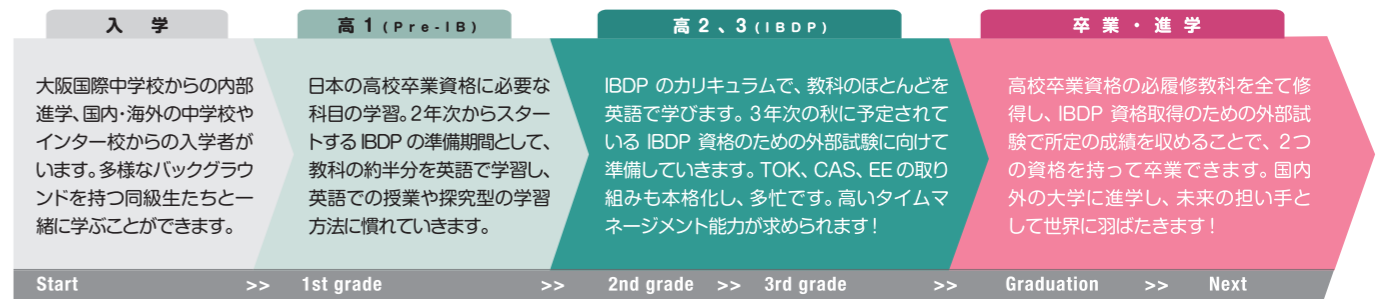 入学
大阪国際中学校からの内部
進学、国内・海外の中学校や
インター校からの入学者が
います。多様なバックグラウ
ンドを持つ同級生たちと一
緒に学ぶことができます。
高1(Pre-IB)
日本の高校卒業資格に必要な
科目の学習。2年次からスター
トする IBDP の準備期間として、
教科の約半分を英語で学習し、
英語での授業や探究型の学習
方法に慣れていきます。
高2、3(IBDP)
IBDP のカリキュラムで、教科のほとんどを
英語で学びます。3年次の秋に予定されて
いる IBDP 資格のための外部試験に向けて
準備していきます。TOK、CAS、EEの取り
組みも本格化し、多忙です。高いタイムマ
ネージメント能力が求められます!
卒業・進学
高校卒業資格の必履修教科を全て修
得し、IBDP 資格取得のための外部試
験で所定の成績を収めることで、2つ
の資格を持って卒業できます。国内
外の大学に進学し、未来の担い手と
して世界に羽ばたきます!
Start >> 1st grade >> 2nd grade >> 3rd grade >> Graduation >> Next